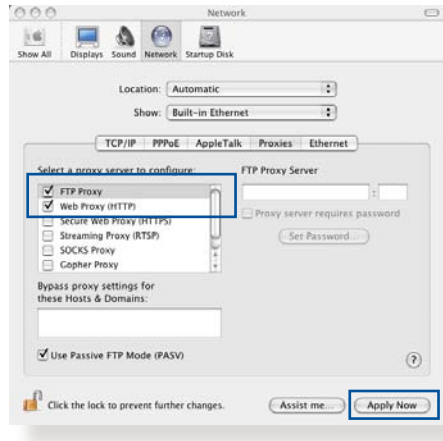 Network
Show All Displays Sound Network Startup Disk
Location: Automatic
Show: Built-in Ethernet
TCP/IP PPPoE AppleTalk Proxies Ethernet
Select a proxy server to configure: FTP Proxy Server
FTP Proxy
Web Proxy (HTTP)
:
Secure Web Proxy (HTTPS)
Proxy server requires password
Streaming Proxy (RTSP)
Set Password...
SOCKS Proxy
Gopher Proxy
Bypass proxy settings for
these Hosts & Domains:
Use Passive FTP Mode (PASV)
?
Click the lock to prevent further changes. Assist me... Apply Now